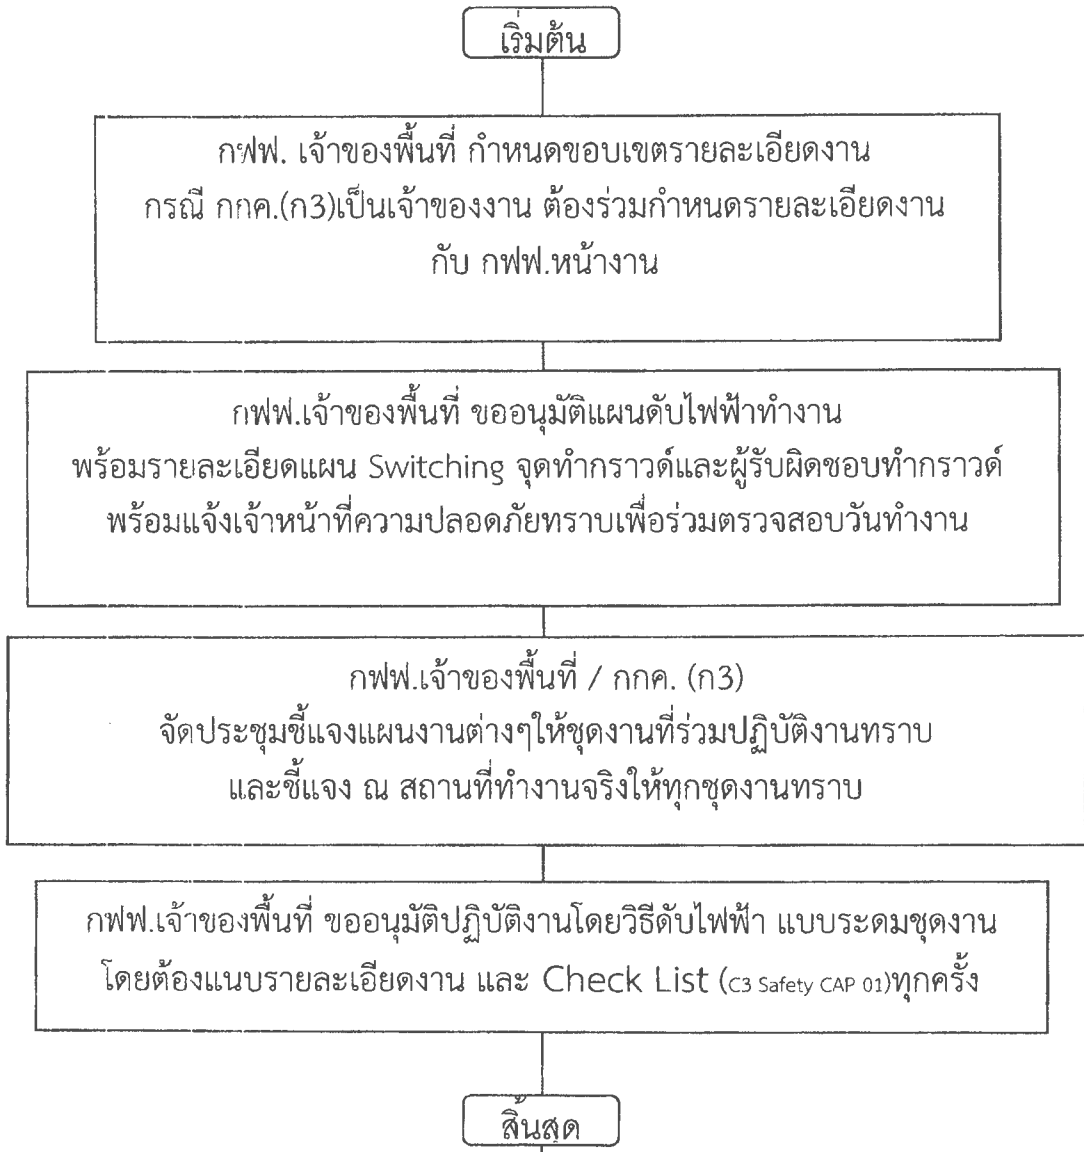 เริ่มต้น
กฟฟ. เจ้าของพื้นที่ กำหนดขอบเขตรายละเอียดงาน
กรณี กกค.(ก3)เป็นเจ้าของงาน ต้องร่วมกำหนดรายละเอียดงาน
กับ กฟฟ.หน้างาน
กฟฟ.เจ้าของพื้นที่ ขออนุมัติแผนดับไฟฟ้าทำงาน
พร้อมรายละเอียดแผน Switching จุดทำกราวด์และผู้รับผิดชอบทำกราวด์
พร้อมแจ้งเจ้าหน้าที่ความปลอดภัยทราบเพื่อร่วมตรวจสอบวันทำงาน
กฟฟ.เจ้าของพื้นที่ / กกค. (ก3)
จัดประชุมชี้แจงแผนงานต่างๆให้ชุดงานที่ร่วมปฏิบัติงานทราบ
และชี้แจง ณ สถานที่ทำงานจริงให้ทุกชุดงานทราบ
กฟฟ.เจ้าของพื้นที่ ขออนุมัติปฏิบัติงานโดยวิธีดับไฟฟ้า แบบระดมชุดงาน
โดยต้องแนบรายละเอียดงาน และ Check List (C3 Safety CAP 01)ทุกครั้ง
สิ้นสุด